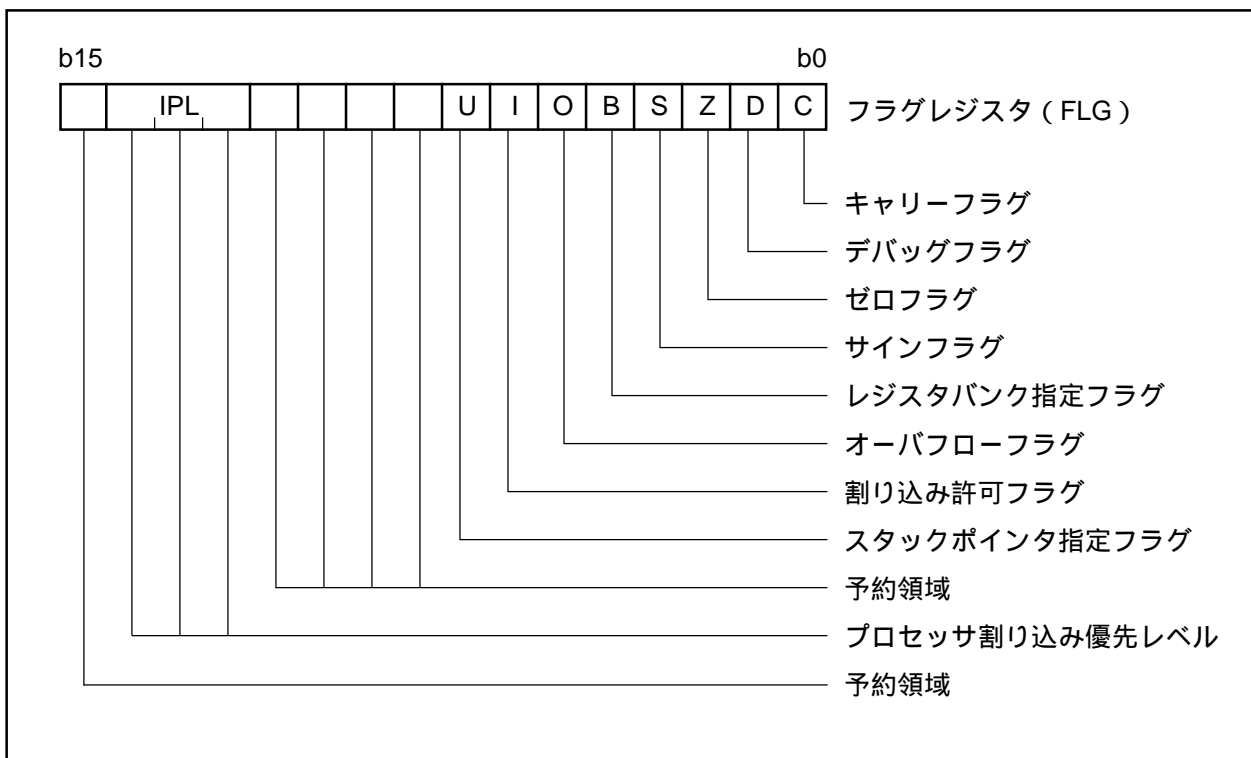 b15 b0
IPL U I O B S Z D C フラグレジスタ（FLG）
キャリーフラグ
デバッグフラグ
ゼロフラグ
サインフラグ
レジスタバンク指定フラグ
オーバフローフラグ
割り込み許可フラグ
スタックポインタ指定フラグ
予約領域
プロセッサ割り込み優先レベル
予約領域